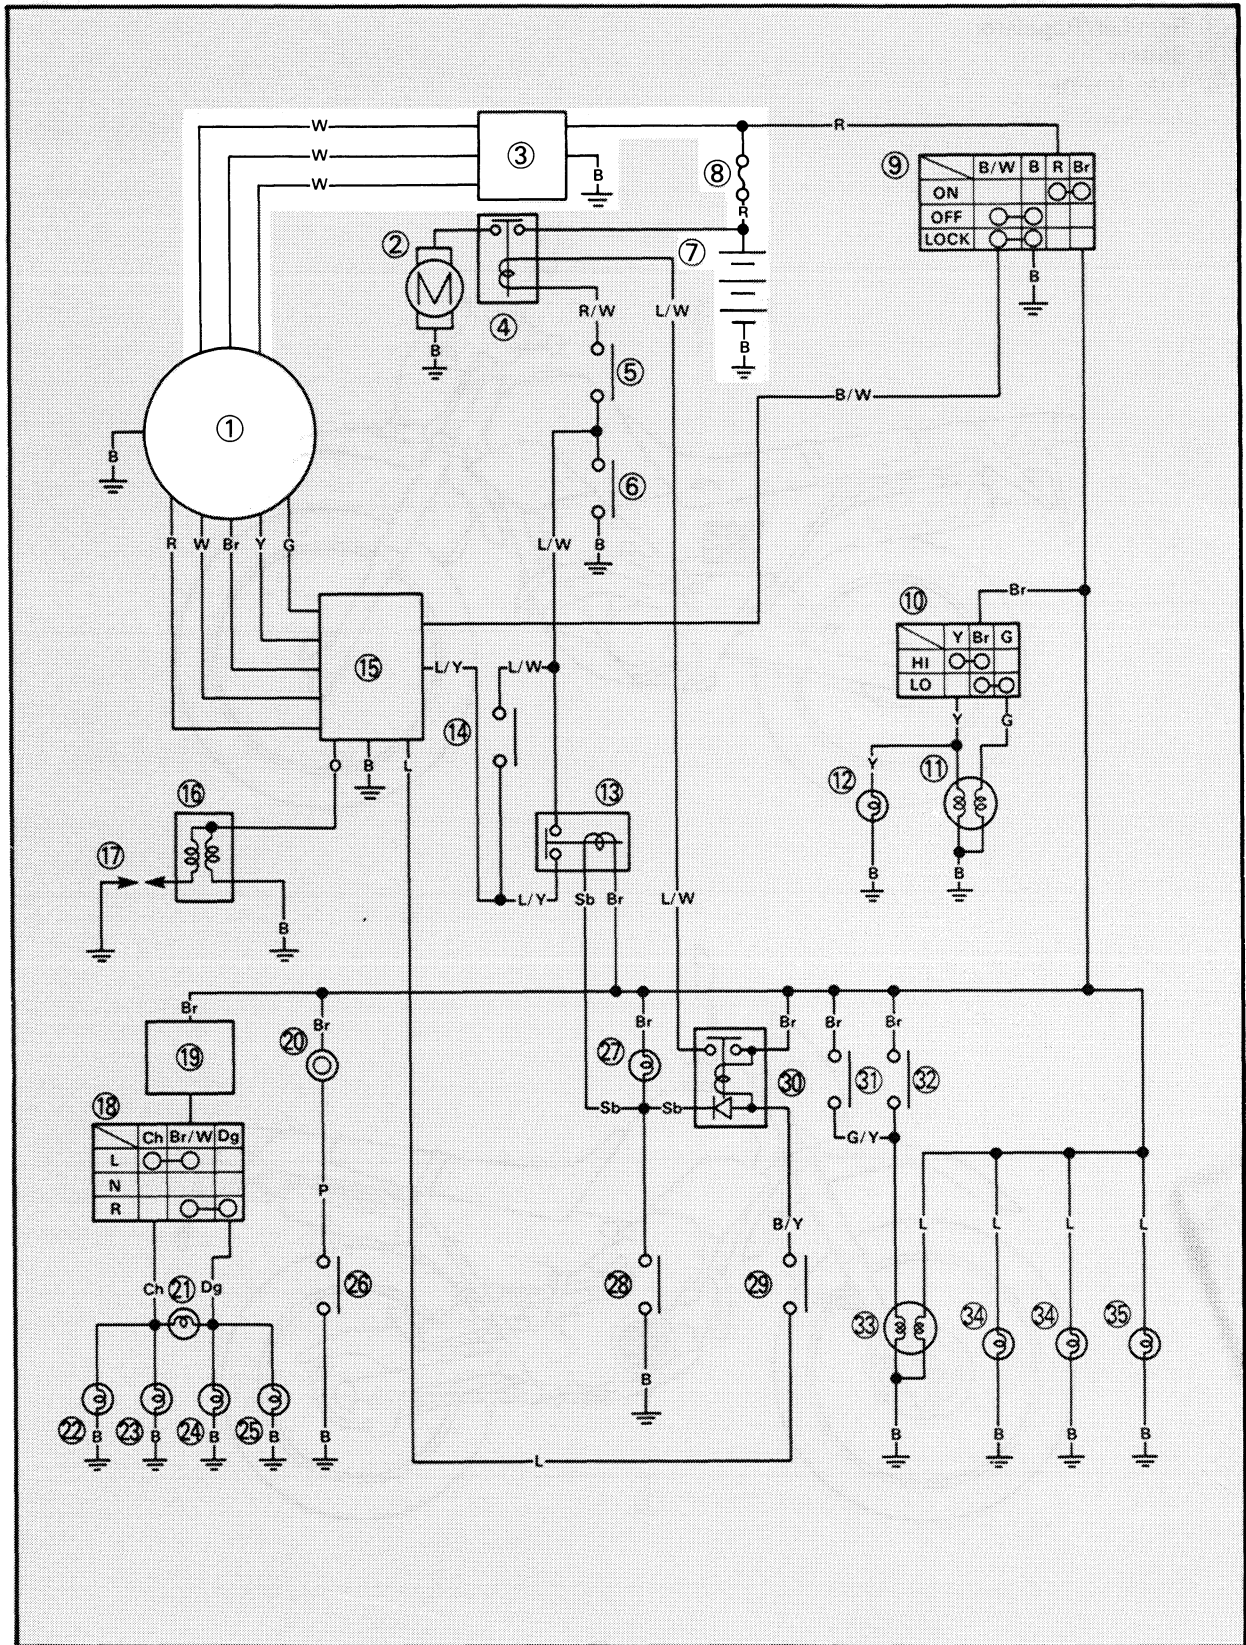 W
③
R
W
B
⑧
⑨
B/W B R Br
ON
OFF
LOCK
W
R
②
⑦
B
M
④
R/W
L/W
B
B
⑤
B/W
①
B
⑥
R W Br Y G
L/W
B
Br
⑩
Y Br G
HI
LO
⑮
L/Y
L/W
Y
G
⑭
O B L
Y
⑫
⑪
⑯
⑬
⑰
B
B
L/Y
Sb
Br
L/W
B
Br
Br
Br
Br
Br
Br
⑲
⑳
㉗
㉚
㉛
㉜
Sb
Sb
⑱
Ch Br/W Dg
L
N
R
G/Y
P
B/Y
L
L
L
L
Ch
㉑
Dg
㉖
㉘
㉙
㉝
㉞
㉞
㉟
B
㉒
B
㉓
B
㉔
B
㉕
B
B
B
B
B
B
L